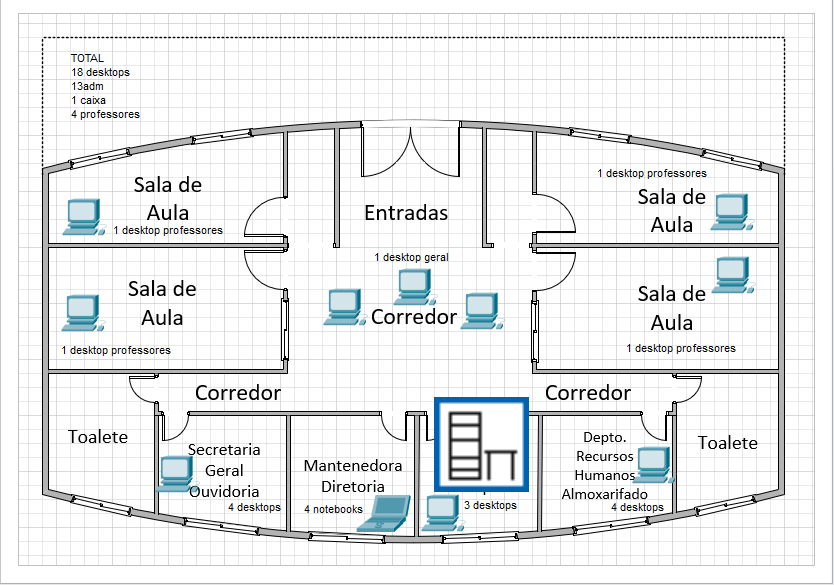 TOTAL
18 desktops
13adm
1 caixa
4 professores
Sala de
Aula
1 desktop professores
Entradas
1 desktop professores
Sala de
Aula
1 desktop geral
Sala de
Aula
1 desktop professores
Corredor
Sala de
Aula
1 desktop professores
Corredor
Corredor
Toalete
Secretaria
Geral
Ouvidoria
4 desktops
Mantenedora
Diretoria
4 notebooks
3 desktops
Depto.
Recursos
Humanos
Almoxarifado
4 desktops
Toalete